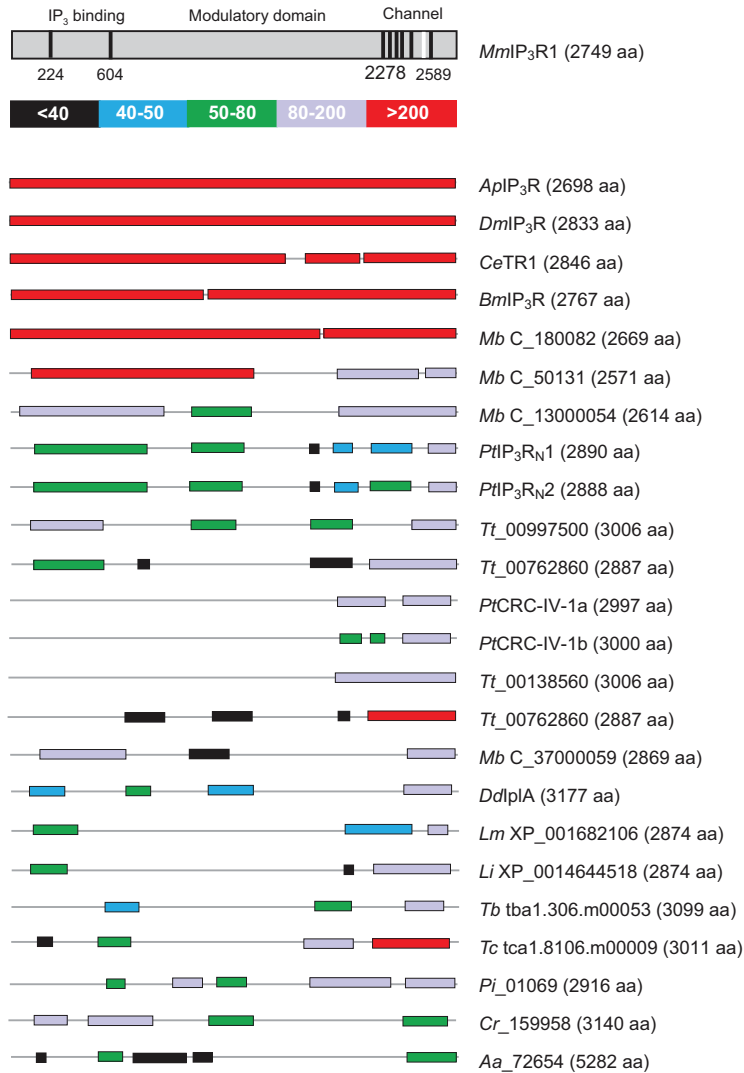 IP₃ binding Modulatory domain Channel
MmIP₃R1 (2749 aa)
224 604 2278 2589
<40 40-50 50-80 80-200 >200
ApIP₃R (2698 aa)
DmIP₃R (2833 aa)
CeTR1 (2846 aa)
BmIP₃R (2767 aa)
Mb C_180082 (2669 aa)
Mb C_50131 (2571 aa)
Mb C_13000054 (2614 aa)
PtIP₃R_N1 (2890 aa)
PtIP₃R_N2 (2888 aa)
Tt_00997500 (3006 aa)
Tt_00762860 (2887 aa)
PtCRC-IV-1a (2997 aa)
PtCRC-IV-1b (3000 aa)
Tt_00138560 (3006 aa)
Tt_00762860 (2887 aa)
Mb C_37000059 (2869 aa)
DdIplA (3177 aa)
Lm XP_001682106 (2874 aa)
Li XP_0014644518 (2874 aa)
Tb tba1.306.m00053 (3099 aa)
Tc tca1.8106.m00009 (3011 aa)
Pi_01069 (2916 aa)
Cr_159958 (3140 aa)
Aa_72654 (5282 aa)